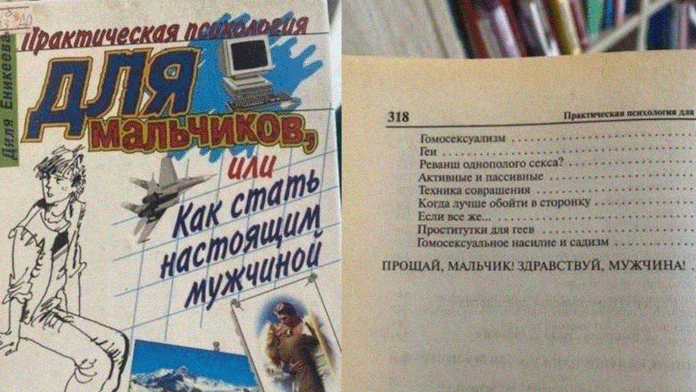 Диля Еникеева
Практическая психология
для
мальчиков,
или
Как стать
настоящим
мужчиной
318 Практическая психология для
Гомосексуализм
Геи
Реванш однополого секса?
Активные и пассивные
Техника совращения
Когда лучше обойти в сторонку
Если все же...
Проститутки для геев
Гомосексуальное насилие и садизм
ПРОЩАЙ, МАЛЬЧИК! ЗДРАВСТВУЙ, МУЖЧИНА!